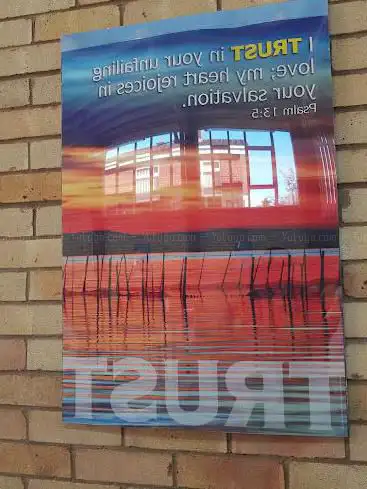 I TRUST in your unfailing
love; my heart rejoices in
your salvation.
Psalm 13:5
TRUST